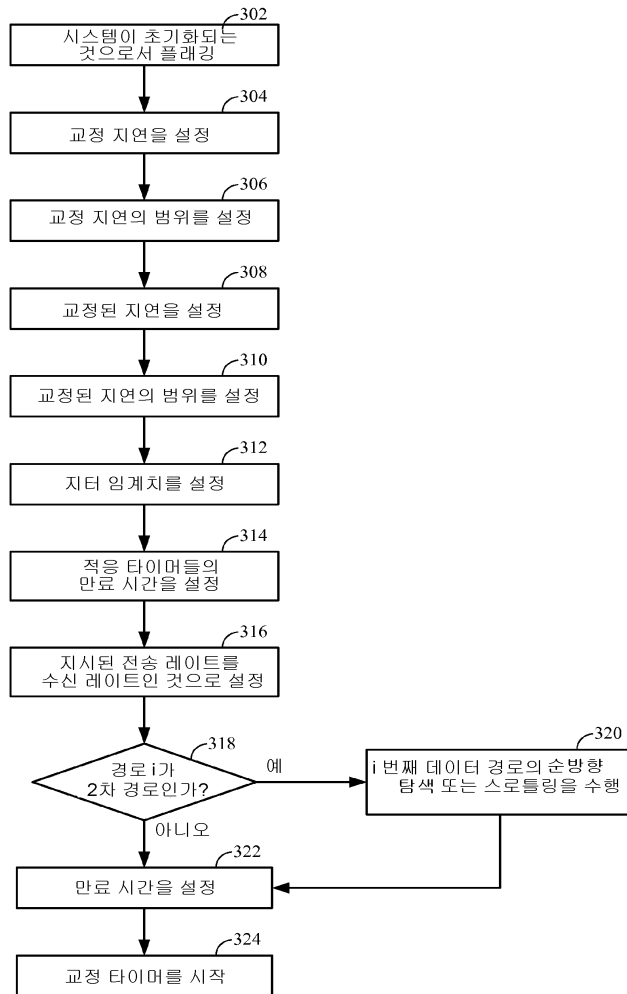 302
시스템이 초기화되는
것으로서 플래깅
304
교정 지연을 설정
306
교정 지연의 범위를 설정
308
교정된 지연을 설정
310
교정된 지연의 범위를 설정
312
지터 임계치를 설정
314
적응 타이머들의
만료 시간을 설정
316
지시된 전송 레이트를
수신 레이트인 것으로 설정
318
경로 i가
2차 경로인가?
예
320
i 번째 데이터 경로의 순방향
탐색 또는 스로틀링을 수행
아니오
322
만료 시간을 설정
324
교정 타이머를 시작